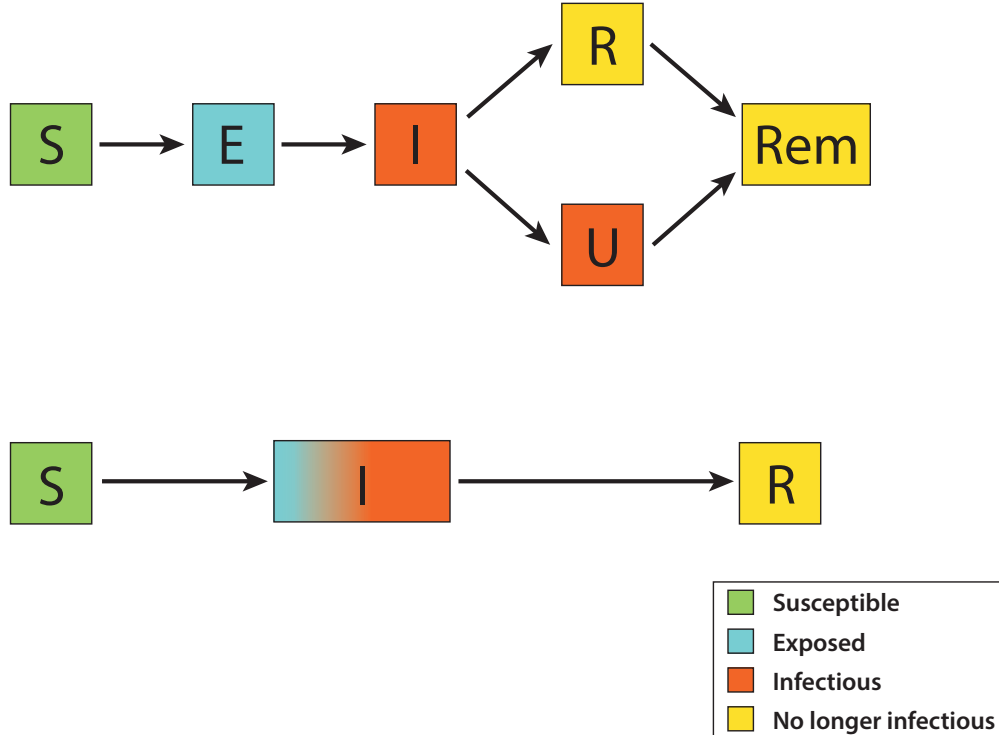 R
S E I Rem
U
S I R
Susceptible
Exposed
Infectious
No longer infectious